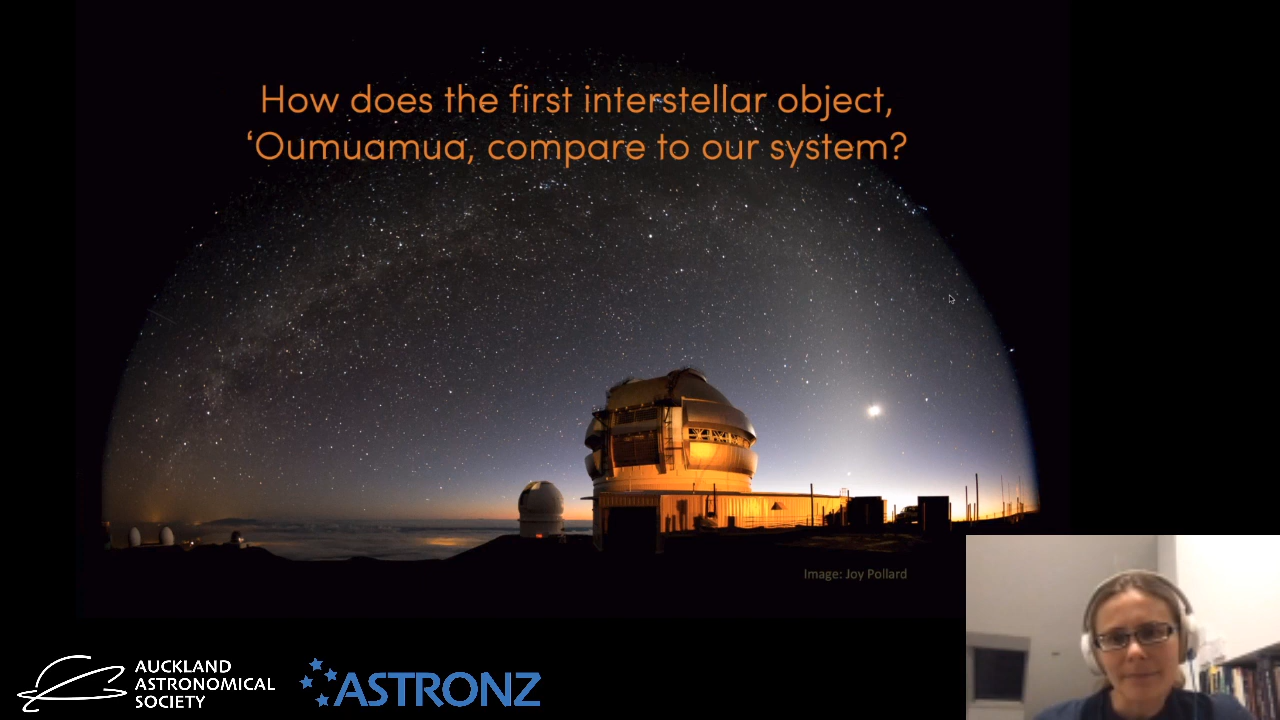 How does the first interstellar object,
‘Oumuamua, compare to our system?
Image: Joy Pollard
AUCKLAND
ASTRONOMICAL
SOCIETY
ASTRONZ